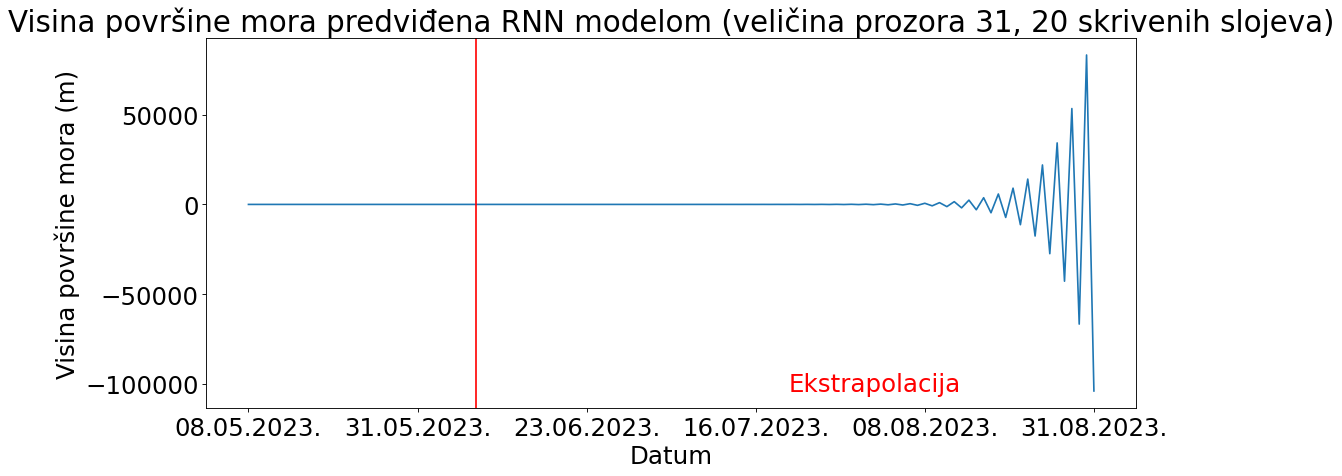 Visina površine mora predviđena RNN modelom (veličina prozora 31, 20 skrivenih slojeva)
Visina površine mora (m)
50000
0
−50000
−100000
Ekstrapolacija
08.05.2023. 31.05.2023. 23.06.2023. 16.07.2023. 08.08.2023. 31.08.2023.
Datum